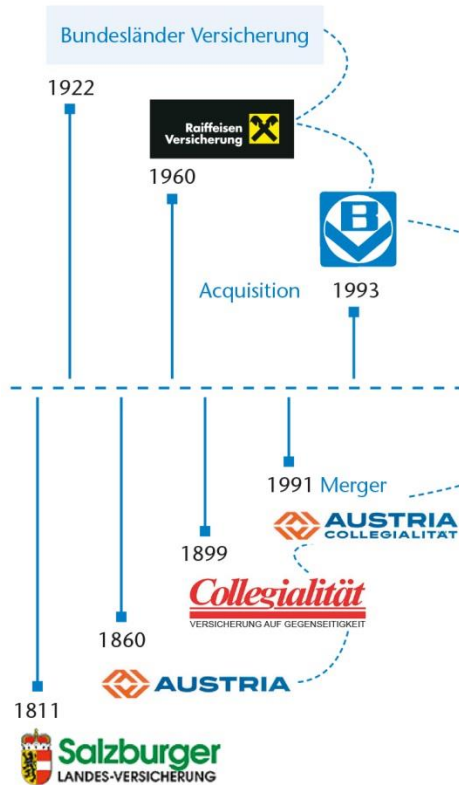 Bundesländer Versicherung
1922
Raiffeisen
Versicherung
1960
BV
Acquisition 1993
1991 Merger
AUSTRIA
COLLEGIALITÄT
1899
Collegialität
VERSICHERUNG AUF GEGENSEITIGKEIT
1860
AUSTRIA
1811
Salzburger
LANDES-VERSICHERUNG